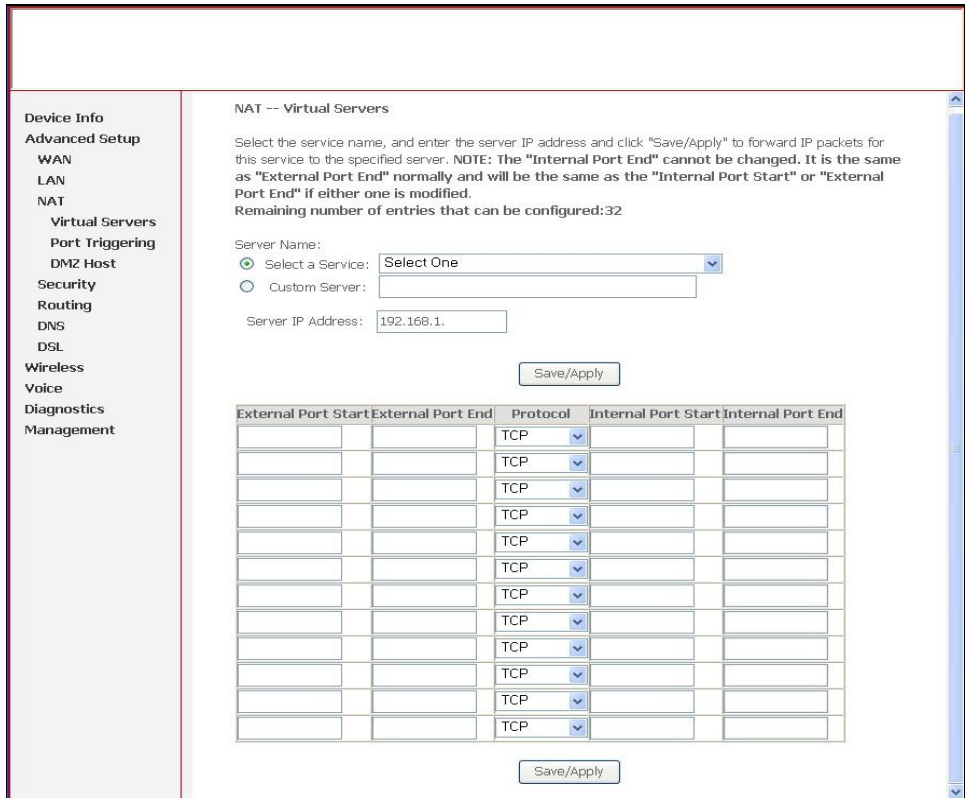 Device Info
Advanced Setup
WAN
LAN
NAT
Virtual Servers
Port Triggering
DMZ Host
Security
Routing
DNS
DSL
Wireless
Voice
Diagnostics
Management
NAT -- Virtual Servers
Select the service name, and enter the server IP address and click "Save/Apply" to forward IP packets for
this service to the specified server. NOTE: The "Internal Port End" cannot be changed. It is the same
as "External Port End" normally and will be the same as the "Internal Port Start" or "External
Port End" if either one is modified.
Remaining number of entries that can be configured:32
Server Name:
Select a Service: Select One
Custom Server:
Server IP Address: 192.168.1.
Save/Apply
External Port Start External Port End Protocol Internal Port Start Internal Port End
TCP
TCP
TCP
TCP
TCP
TCP
TCP
TCP
TCP
TCP
TCP
TCP
Save/Apply